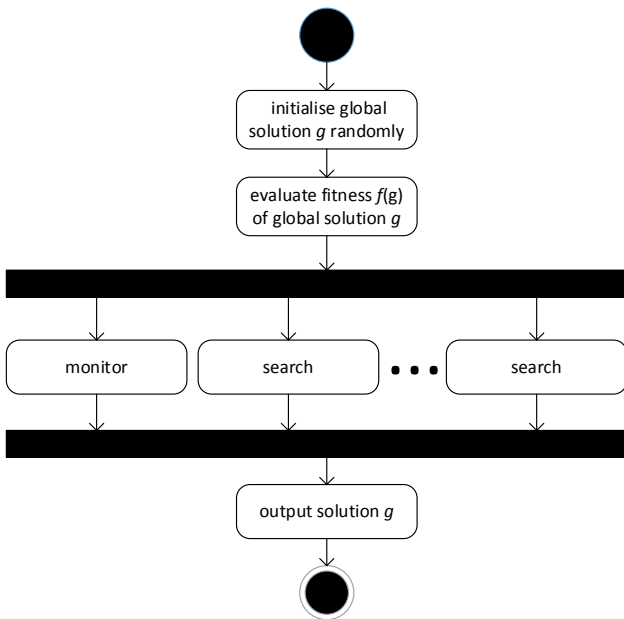 initialise global
solution g randomly
evaluate fitness f(g)
of global solution g
monitor
search
search
output solution g